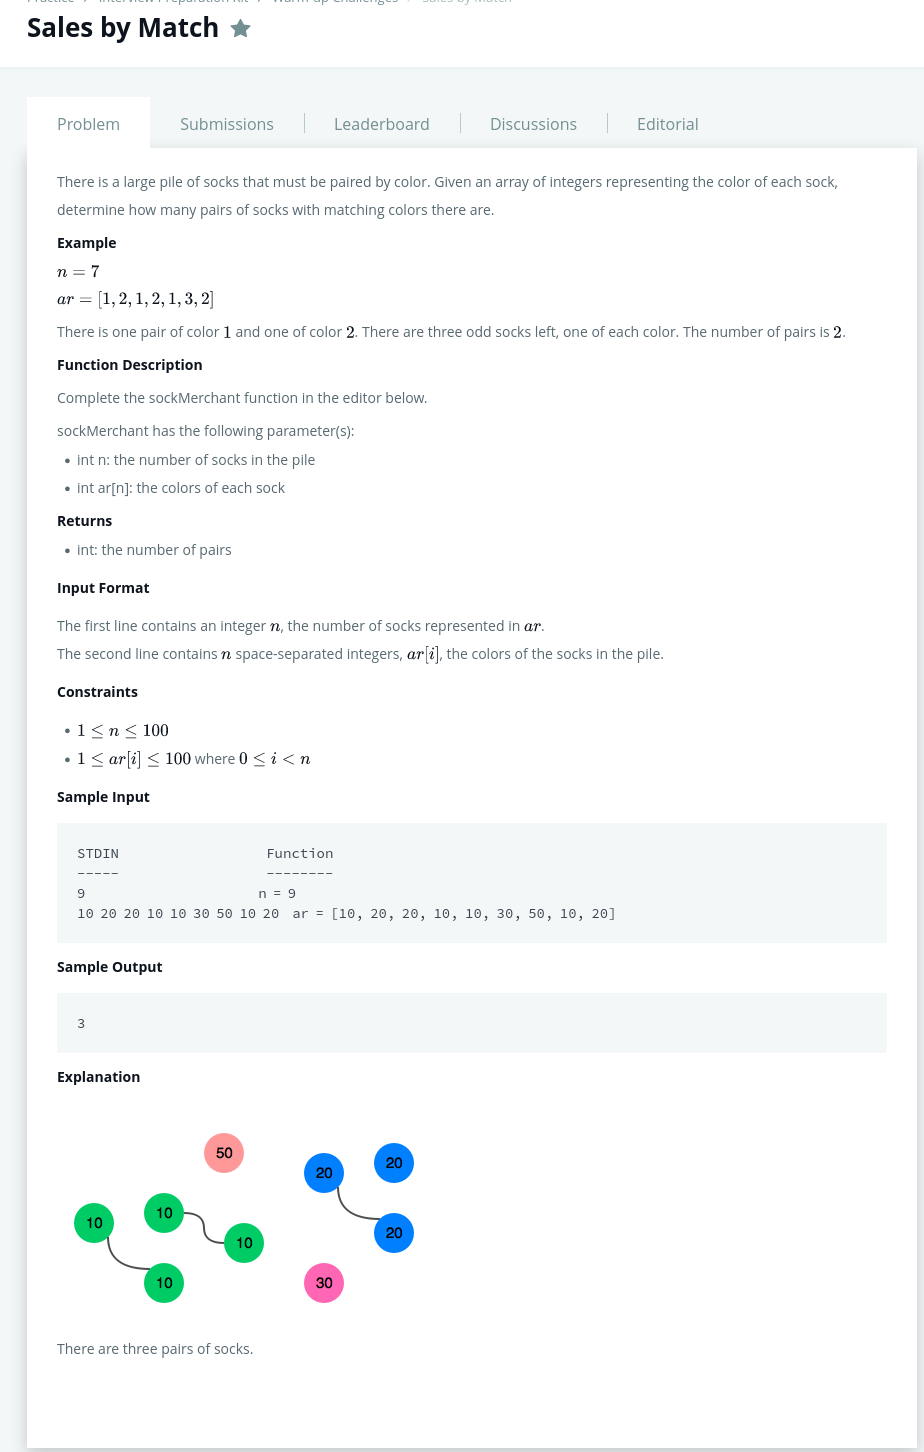 Practice > Interview Preparation Kit > Warm-up Challenges > Sales by Match
Sales by Match
Problem
Submissions
Leaderboard
Discussions
Editorial
There is a large pile of socks that must be paired by color. Given an array of integers representing the color of each sock,
determine how many pairs of socks with matching colors there are.
Example
n = 7
ar = [1, 2, 1, 2, 1, 3, 2]
There is one pair of color 1 and one of color 2. There are three odd socks left, one of each color. The number of pairs is 2.
Function Description
Complete the sockMerchant function in the editor below.
sockMerchant has the following parameter(s):
• int n: the number of socks in the pile
• int ar[n]: the colors of each sock
Returns
• int: the number of pairs
Input Format
The first line contains an integer n, the number of socks represented in ar.
The second line contains n space-separated integers, ar[i], the colors of the socks in the pile.
Constraints
• 1 ≤ n ≤ 100
• 1 ≤ ar[i] ≤ 100 where 0 ≤ i < n
Sample Input
STDIN Function
----- --------
9 n = 9
10 20 20 10 10 30 50 10 20 ar = [10, 20, 20, 10, 10, 30, 50, 10, 20]
Sample Output
3
Explanation
50
20
20
10
10
10
20
10
30
There are three pairs of socks.